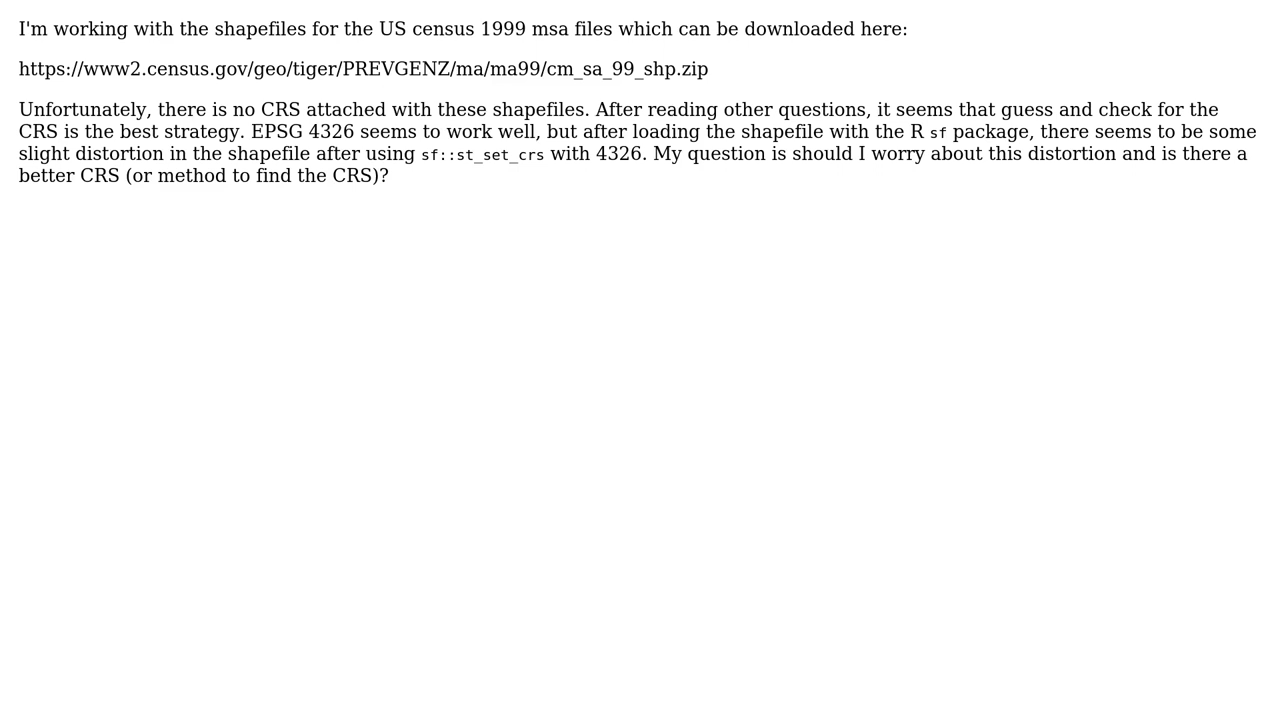 I'm working with the shapefiles for the US census 1999 msa files which can be downloaded here:
https://www2.census.gov/geo/tiger/PREVGENZ/ma/ma99/cm_sa_99_shp.zip
Unfortunately, there is no CRS attached with these shapefiles. After reading other questions, it seems that guess and check for the
CRS is the best strategy. EPSG 4326 seems to work well, but after loading the shapefile with the R sf package, there seems to be some
slight distortion in the shapefile after using sf::st_set_crs with 4326. My question is should I worry about this distortion and is there a
better CRS (or method to find the CRS)?